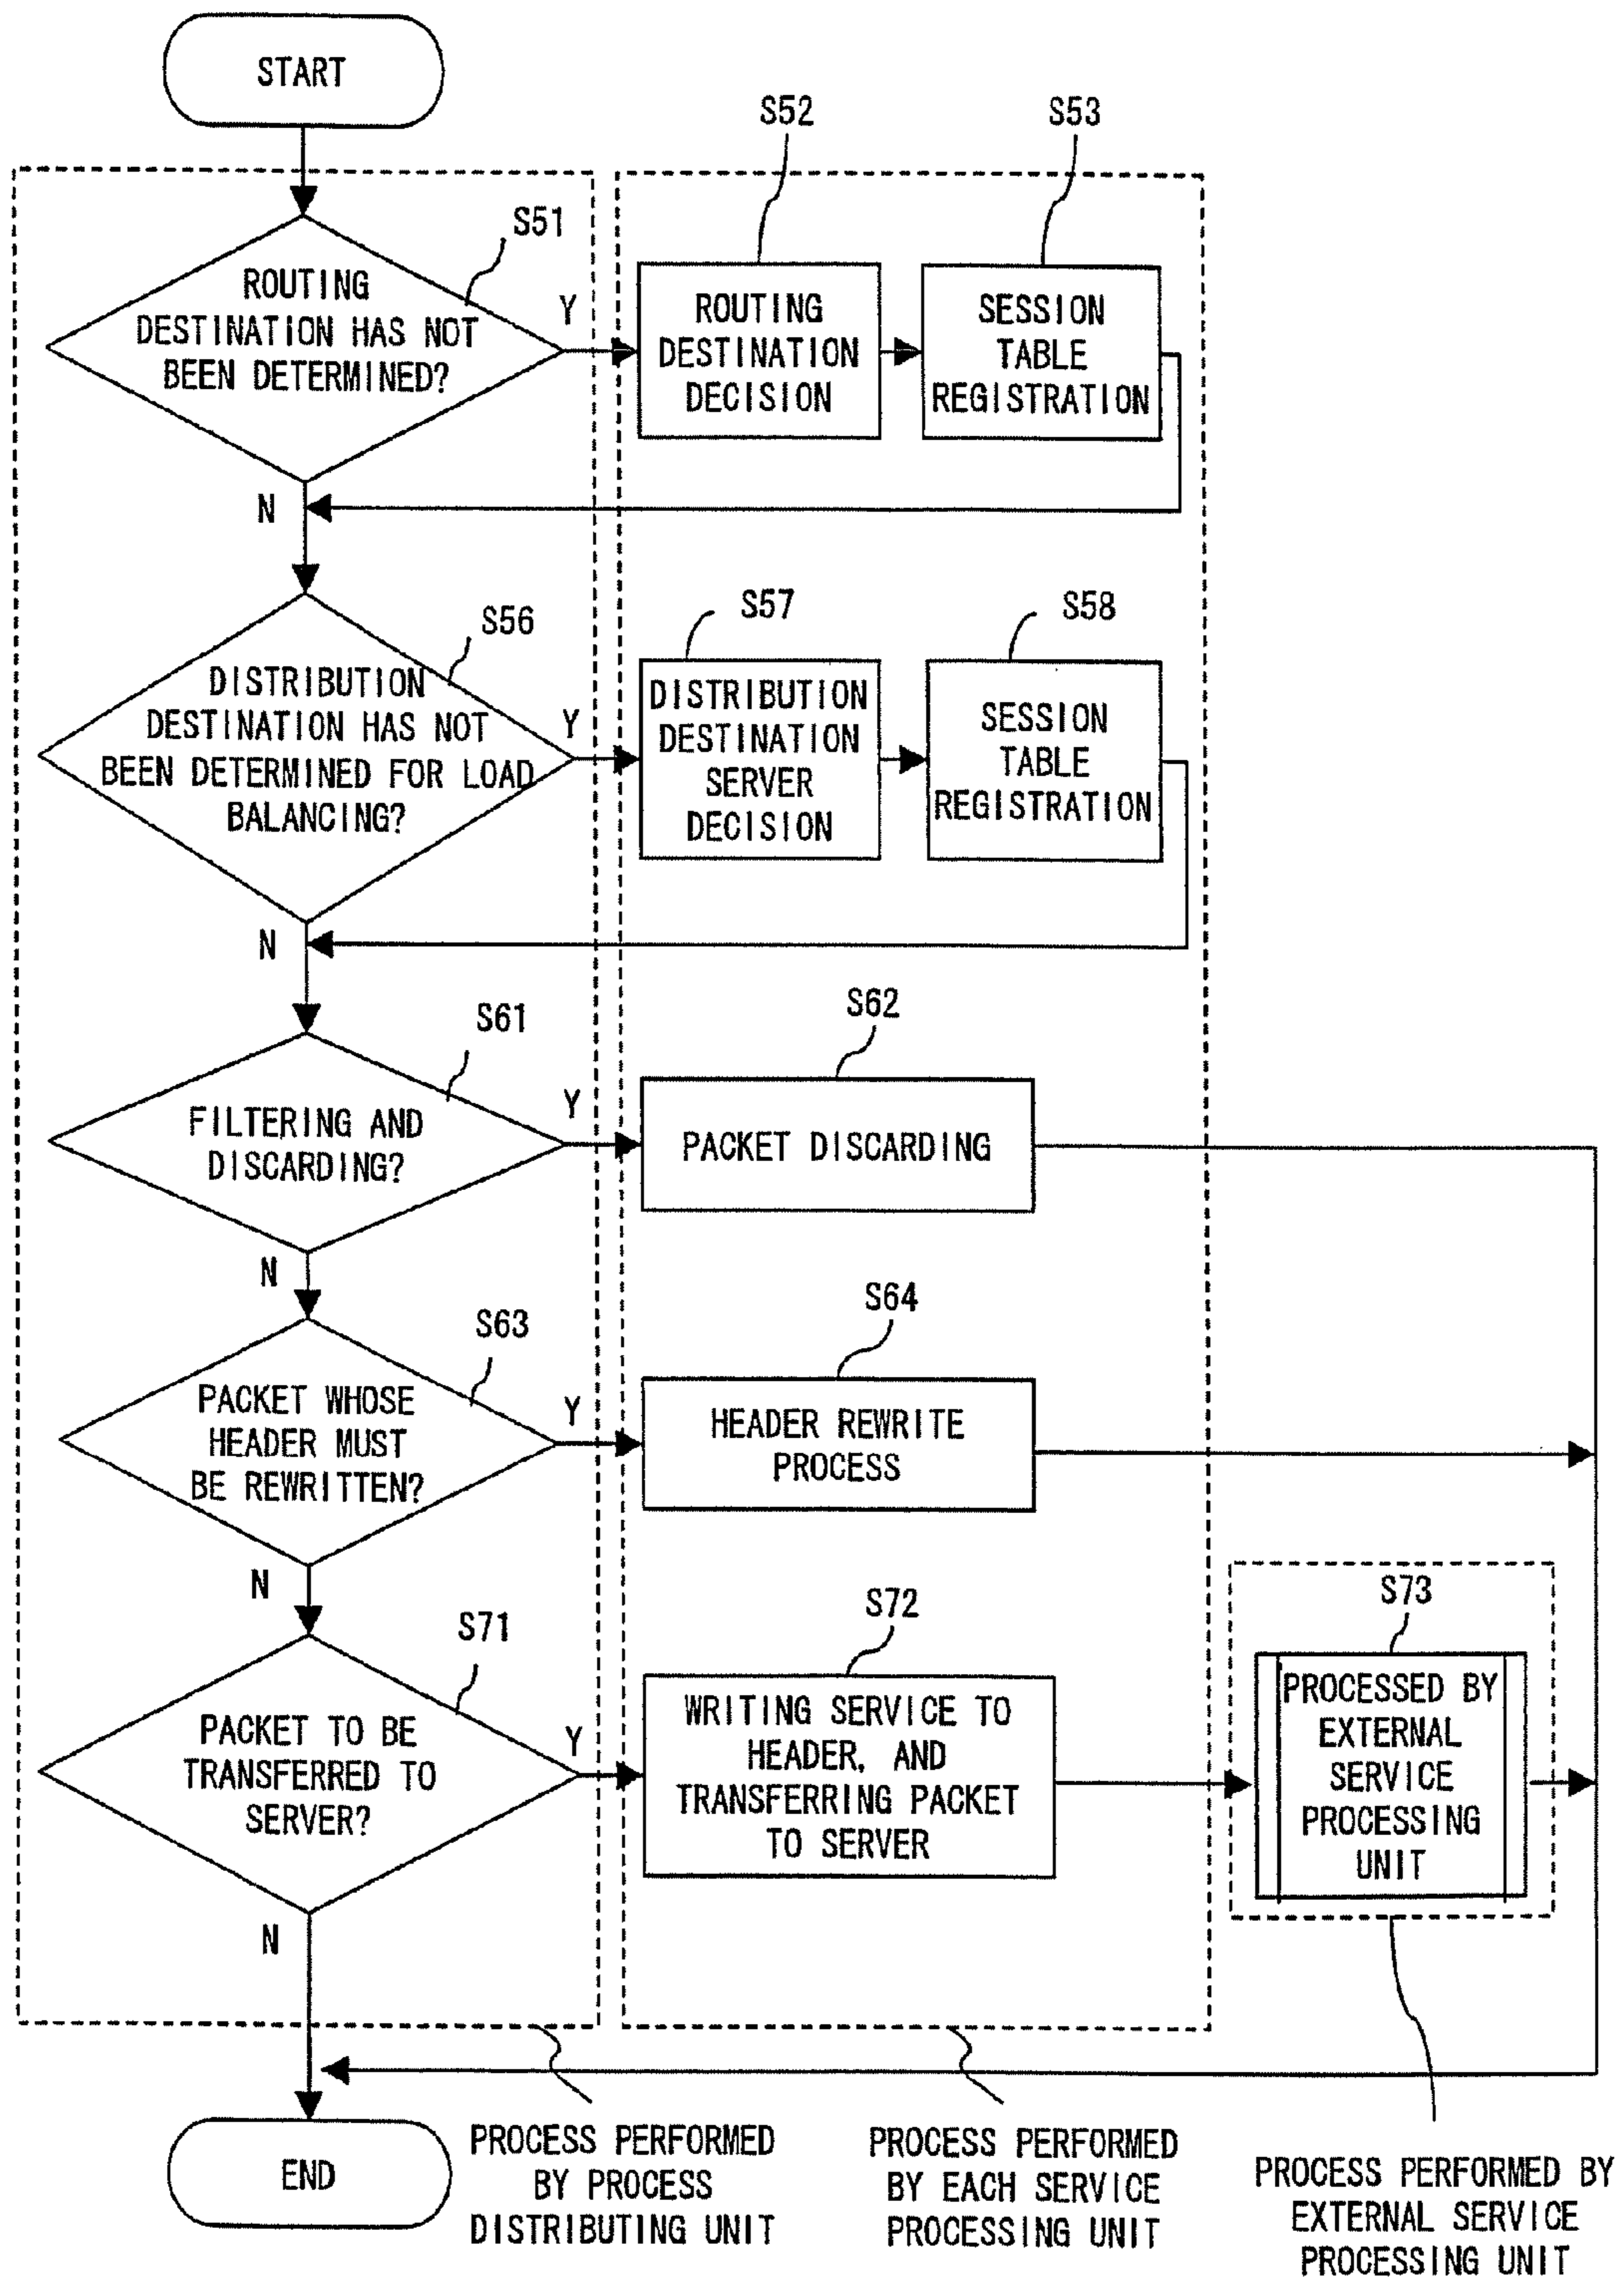 START
S52
S53
S51
ROUTING
DESTINATION HAS NOT
BEEN DETERMINED?
Y
ROUTING
DESTINATION
DECISION
SESSION
TABLE
REGISTRATION
N
S56
S57
S58
DISTRIBUTION
DESTINATION HAS NOT
BEEN DETERMINED FOR LOAD
BALANCING?
Y
DISTRIBUTION
DESTINATION
SERVER
DECISION
SESSION
TABLE
REGISTRATION
N
S61
S62
FILTERING AND
DISCARDING?
Y
PACKET DISCARDING
N
S63
S64
PACKET WHOSE
HEADER MUST
BE REWRITTEN?
Y
HEADER REWRITE
PROCESS
N
S71
S72
S73
PACKET TO BE
TRANSFERRED TO
SERVER?
Y
WRITING SERVICE TO
HEADER, AND
TRANSFERRING PACKET
TO SERVER
PROCESSED BY
EXTERNAL
SERVICE
PROCESSING
UNIT
N
END
PROCESS PERFORMED
BY PROCESS
DISTRIBUTING UNIT
PROCESS PERFORMED
BY EACH SERVICE
PROCESSING UNIT
PROCESS PERFORMED BY
EXTERNAL SERVICE
PROCESSING UNIT